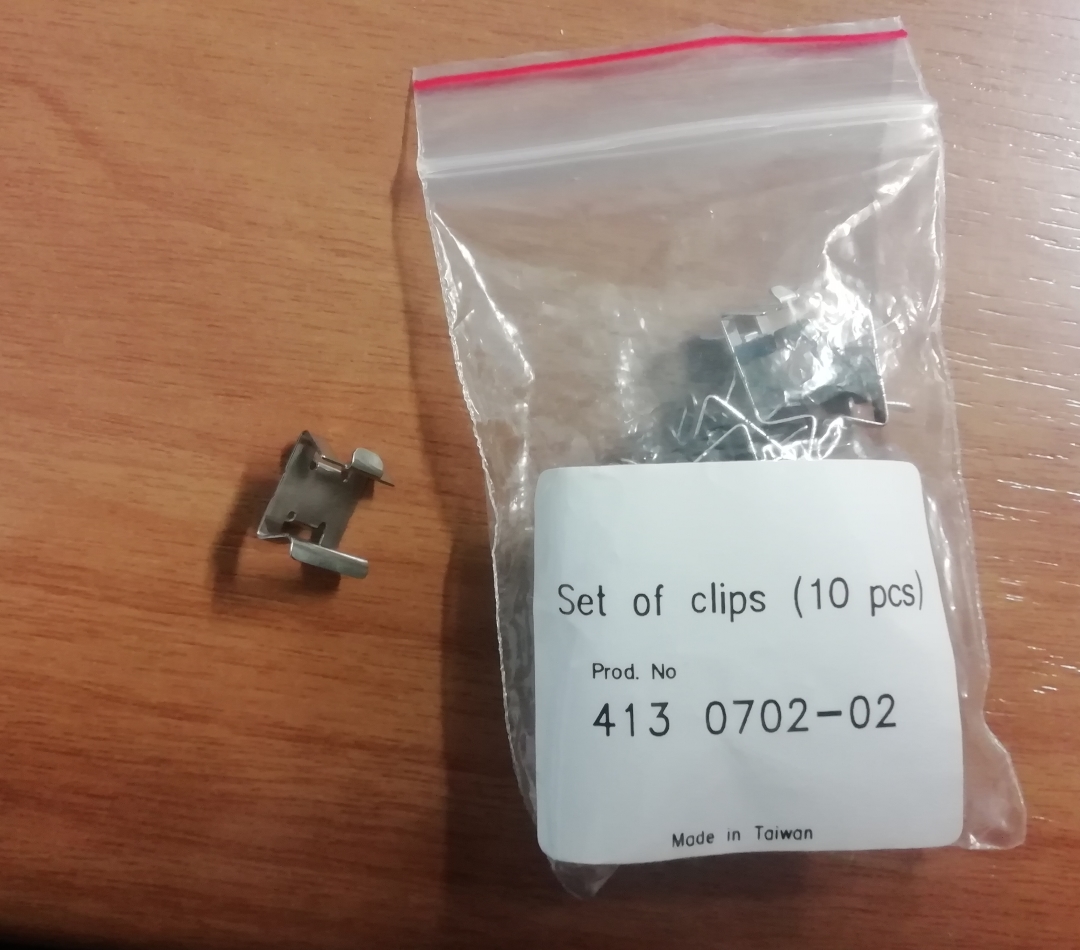 Set of clips (10 pcs)
Prod. No
413 0702-02
Made in Taiwan